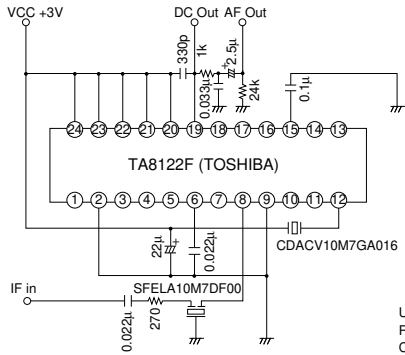 VCC +3V
DC Out
AF Out
330p
1k
0.033μ
2.5μ
+
24k
0.1μ
24 23 22 21 20 19 18 17 16 15 14 13
TA8122F (TOSHIBA)
1 2 3 4 5 6 7 8 9 10 11 12
22μ
+
0.022μ
CDACV10M7GA016
IF in
SFELA10M7DF00
0.022μ
270